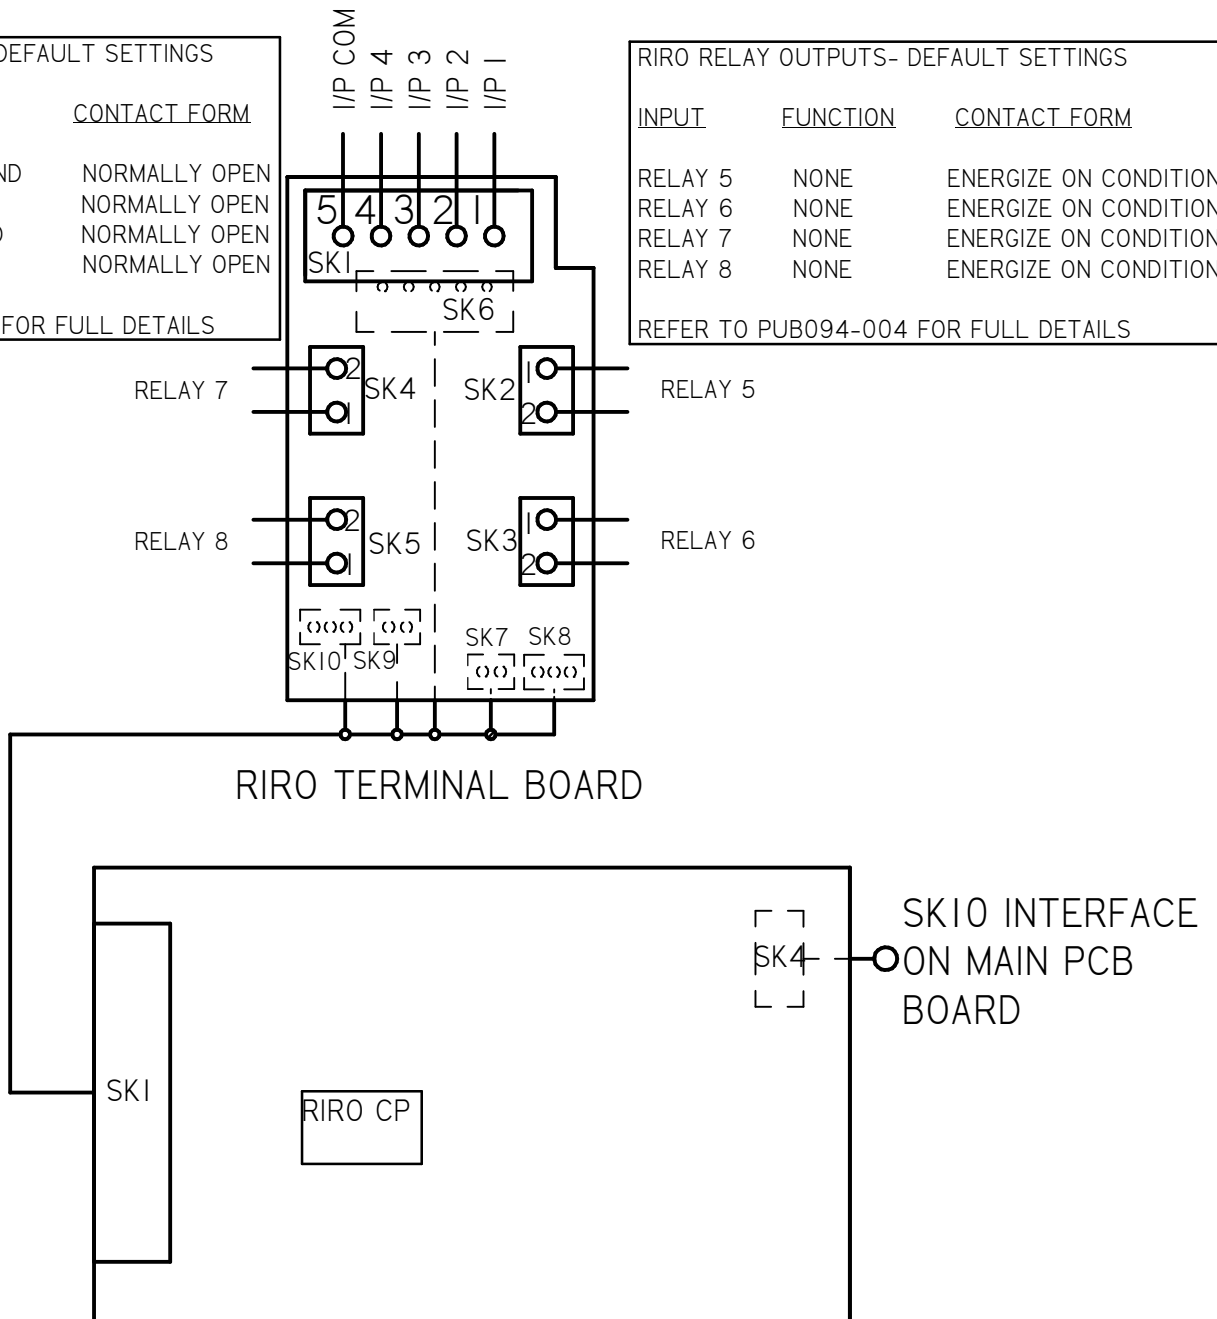 DEFAULT SETTINGS
CONTACT FORM
ND NORMALLY OPEN
NORMALLY OPEN
NORMALLY OPEN
NORMALLY OPEN
FOR FULL DETAILS
I/P COM
I/P 4
I/P 3
I/P 2
I/P 1
RIRO RELAY OUTPUTS- DEFAULT SETTINGS
INPUT FUNCTION CONTACT FORM
RELAY 5 NONE ENERGIZE ON CONDITION
RELAY 6 NONE ENERGIZE ON CONDITION
RELAY 7 NONE ENERGIZE ON CONDITION
RELAY 8 NONE ENERGIZE ON CONDITION
REFER TO PUB094-004 FOR FULL DETAILS
5 4 3 2 1
SK1
SK6
RELAY 7
2
1
SK4
SK2
1
2
RELAY 5
RELAY 8
2
1
SK5
SK3
1
2
RELAY 6
SK10
SK9
SK7
SK8
RIRO TERMINAL BOARD
SK4
SK10 INTERFACE
ON MAIN PCB
BOARD
SK1
RIRO CP